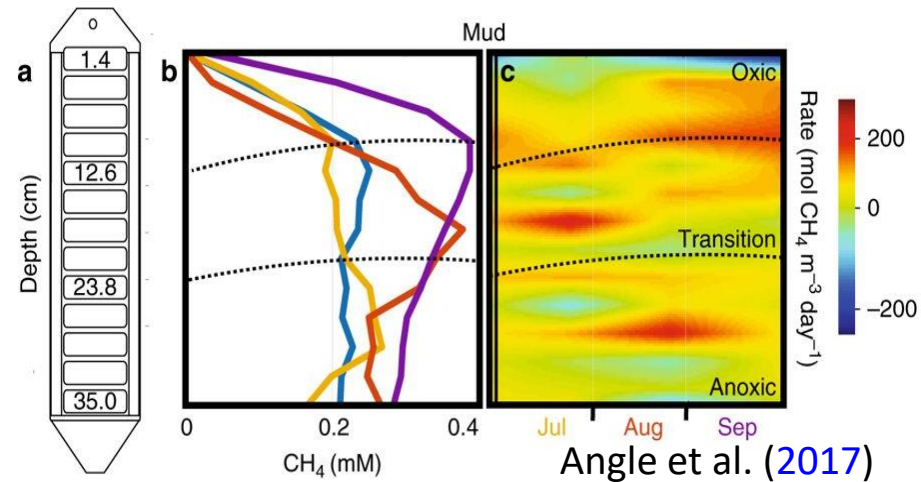 Mud
a
b
c
1.4
12.6
23.8
35.0
Depth (cm)
0
0.2
0.4
CH₄ (mM)
Oxic
Transition
Anoxic
Jul
Aug
Sep
200
0
−200
Rate (mol CH₄ m⁻³ day⁻¹)
Angle et al. (2017)